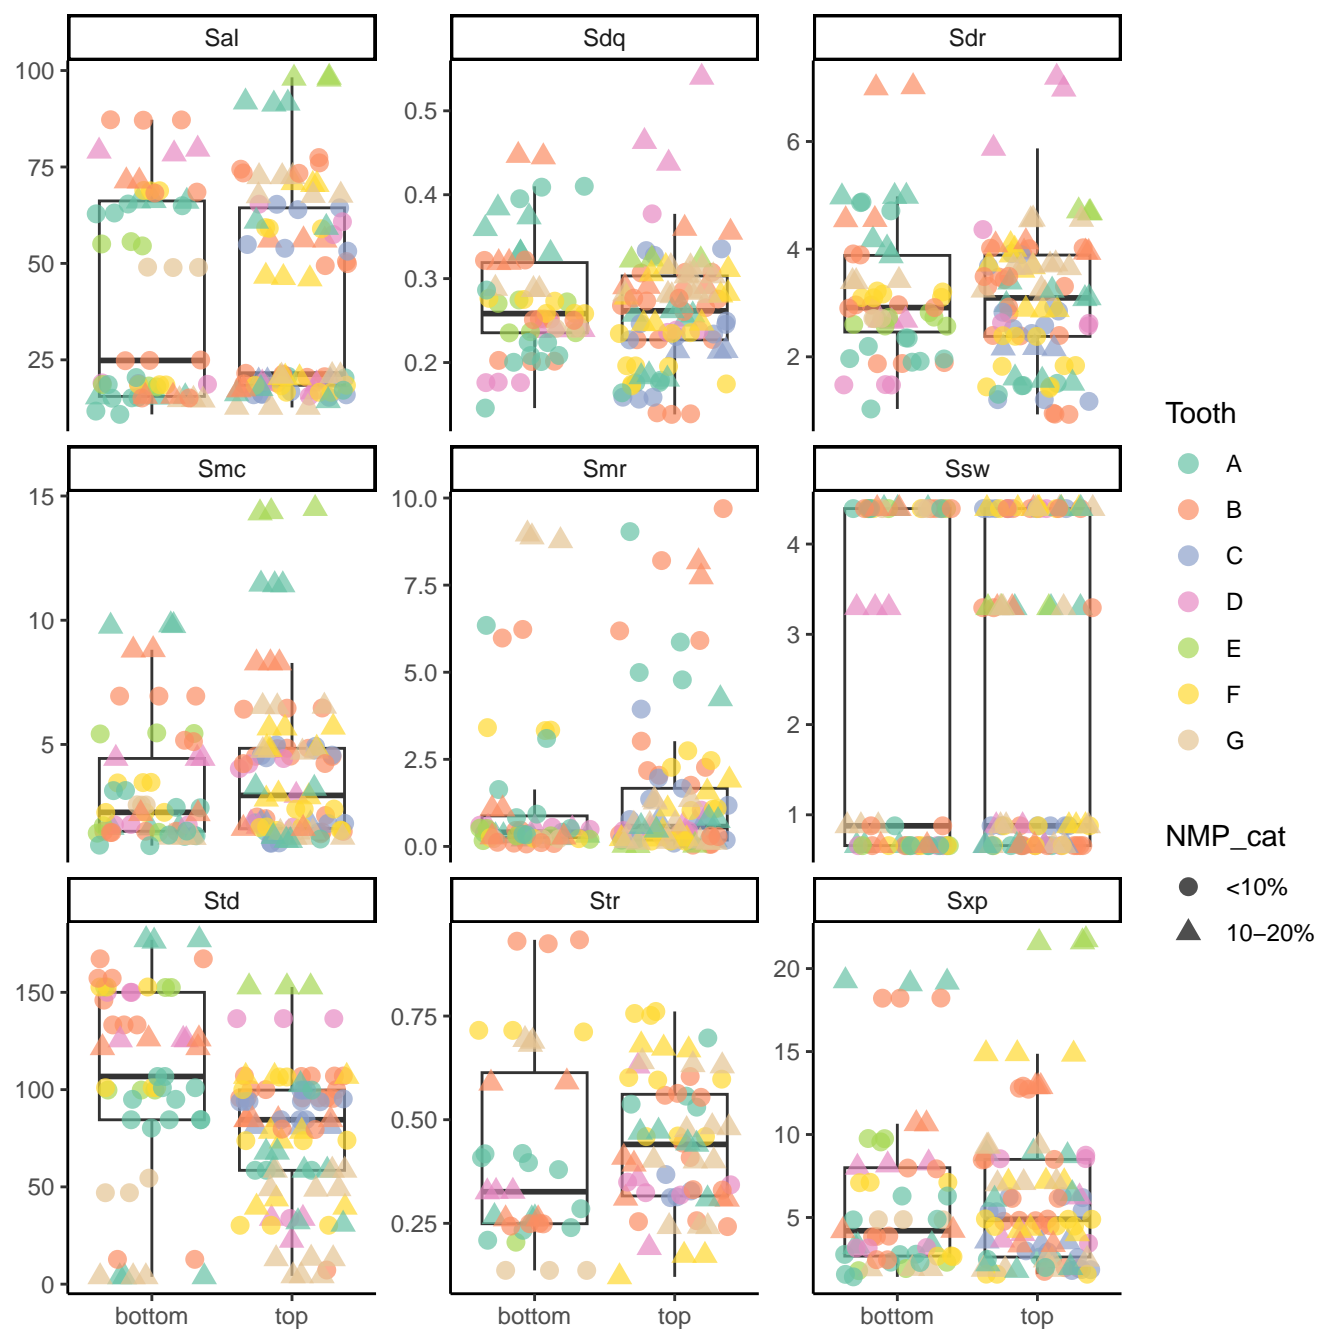 Sal Sdq Sdr
100
75
50
25
0.5
0.4
0.3
0.2
6
4
2
Smc Smr Ssw
15
10
5
10.0
7.5
5.0
2.5
0.0
4
3
2
1
Std Str Sxp
150
100
50
0
0.75
0.50
0.25
20
15
10
5
bottom top bottom top bottom top
Tooth
A
B
C
D
E
F
G
NMP_cat
<10%
10–20%